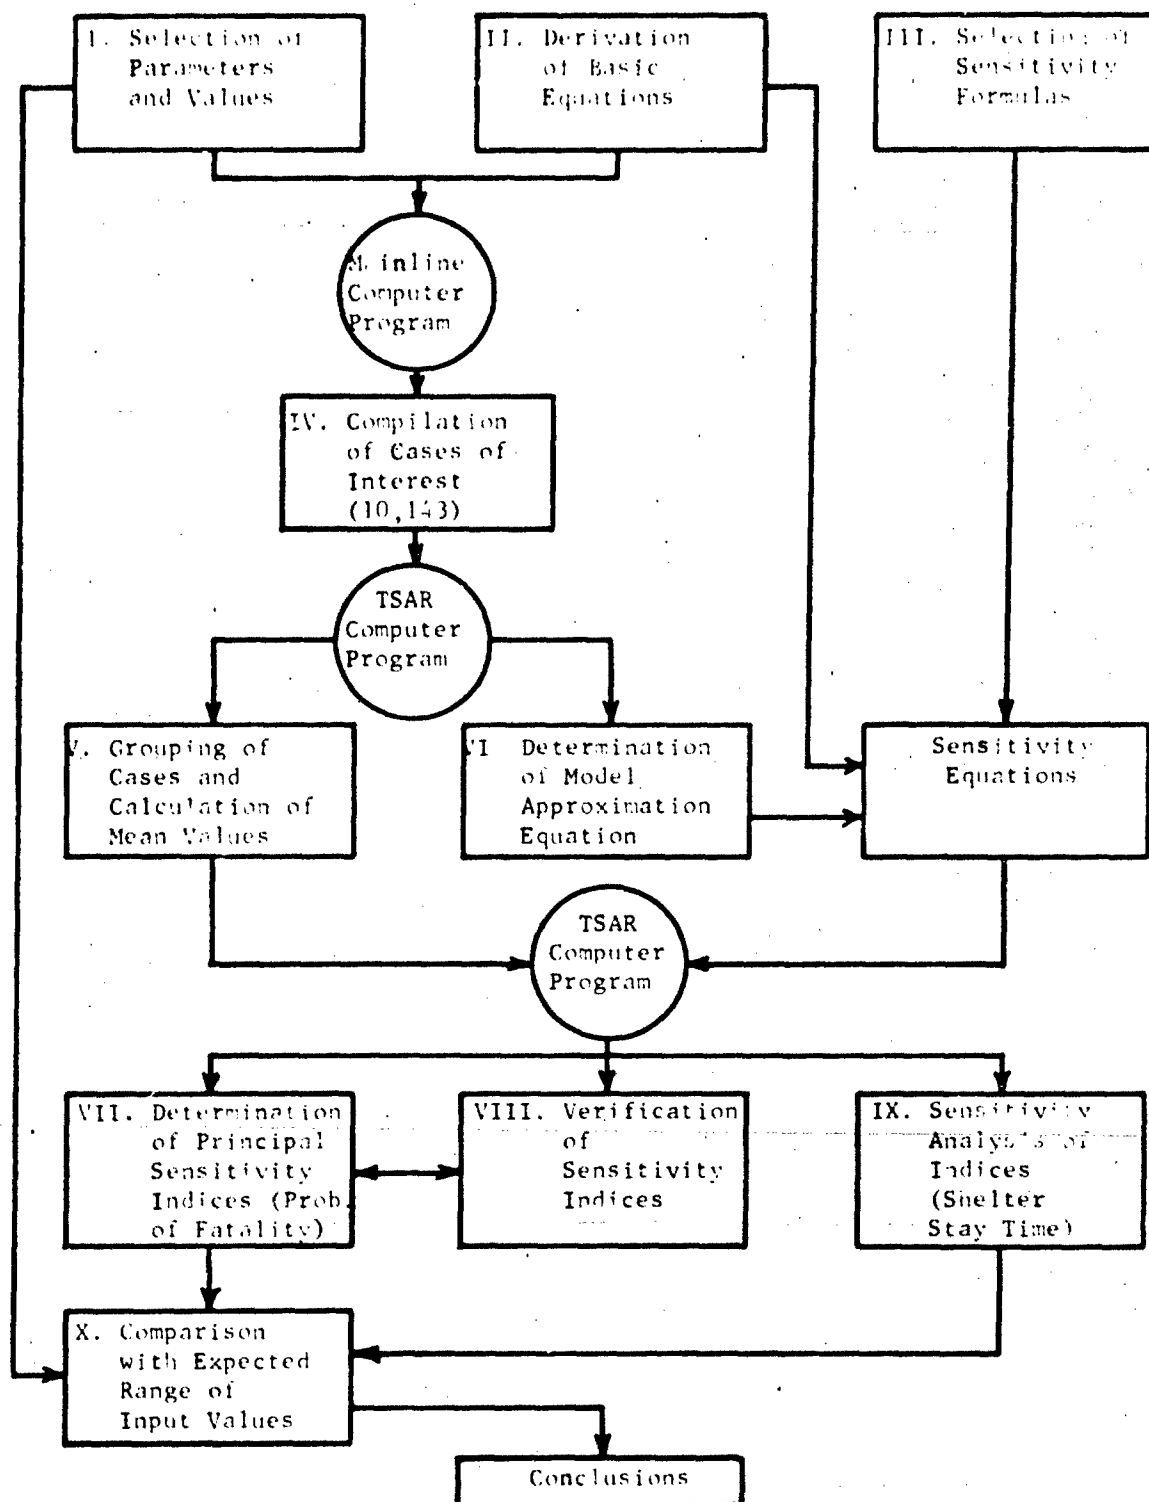 I. Selection of
Parameters
and Values
II. Derivation
of Basic
Equations
III. Selecting of
Sensitivity
Formulas
Mainline
Computer
Program
IV. Compilation
of Cases of
Interest
(10,143)
TSAR
Computer
Program
V. Grouping of
Cases and
Calculation of
Mean Values
VI Determination
of Model
Approximation
Equation
Sensitivity
Equations
TSAR
Computer
Program
VII. Determination
of Principal
Sensitivity
Indices (Prob.
of Fatality)
VIII. Verification
of
Sensitivity
Indices
IX. Sensitivity
Analysis of
Indices
(Shelter
Stay Time)
X. Comparison
with Expected
Range of
Input Values
Conclusions